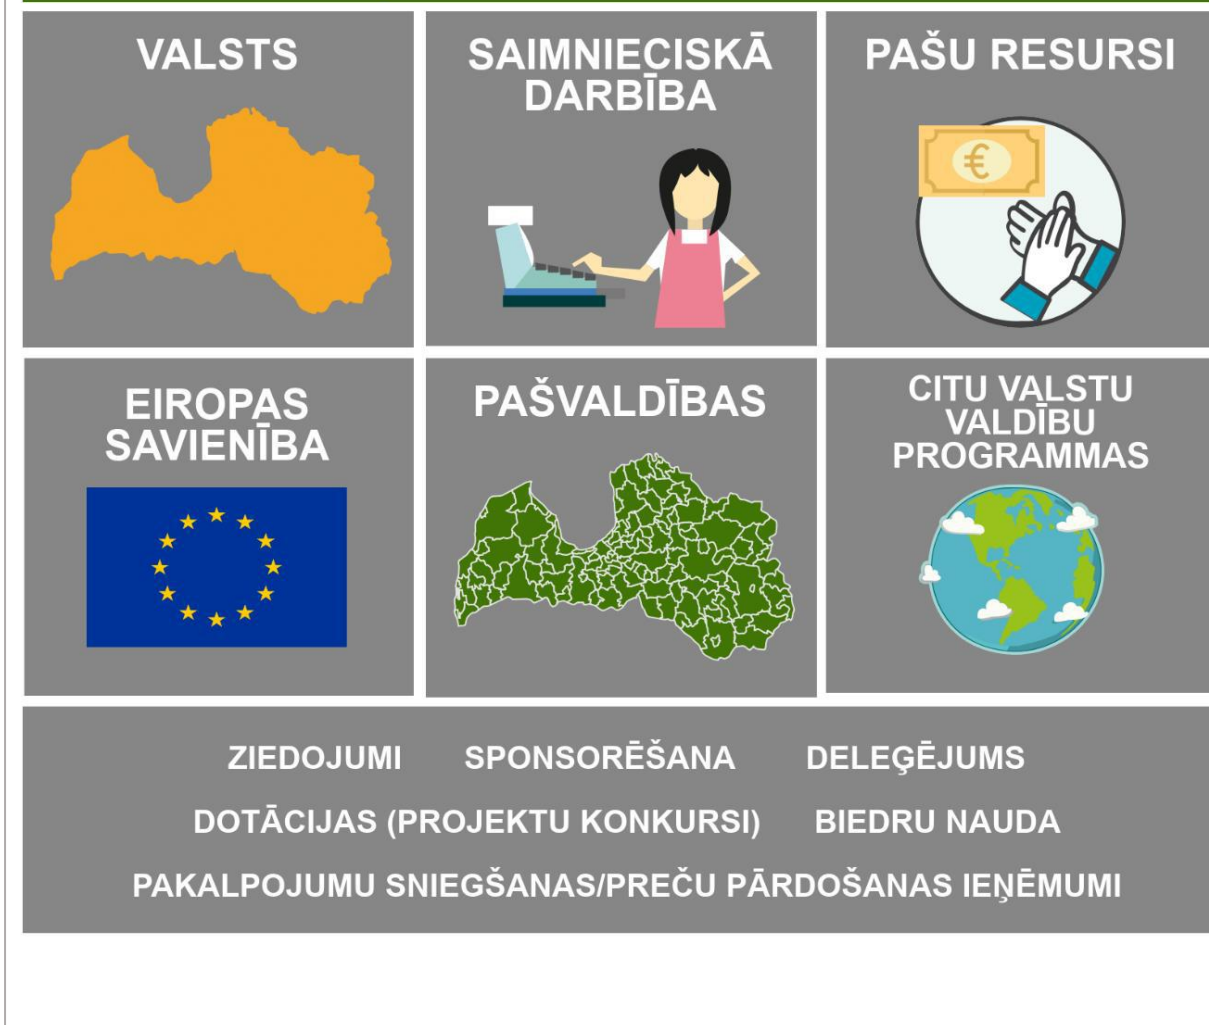 VALSTS
SAIMNIECISKĀ
DARBĪBA
PAŠU RESURSI
€
EIROPAS
SAVIENĪBA
PAŠVALDĪBAS
CITU VALSTU
VALDĪBU
PROGRAMMAS
ZIEDOJUMI SPONSORĒŠANA DELEĢĒJUMS
DOTĀCIJAS (PROJEKTU KONKURSI) BIEDRU NAUDA
PAKALPOJUMU SNIEGŠANAS/PREČU PĀRDOŠANAS IEŅĒMUMI